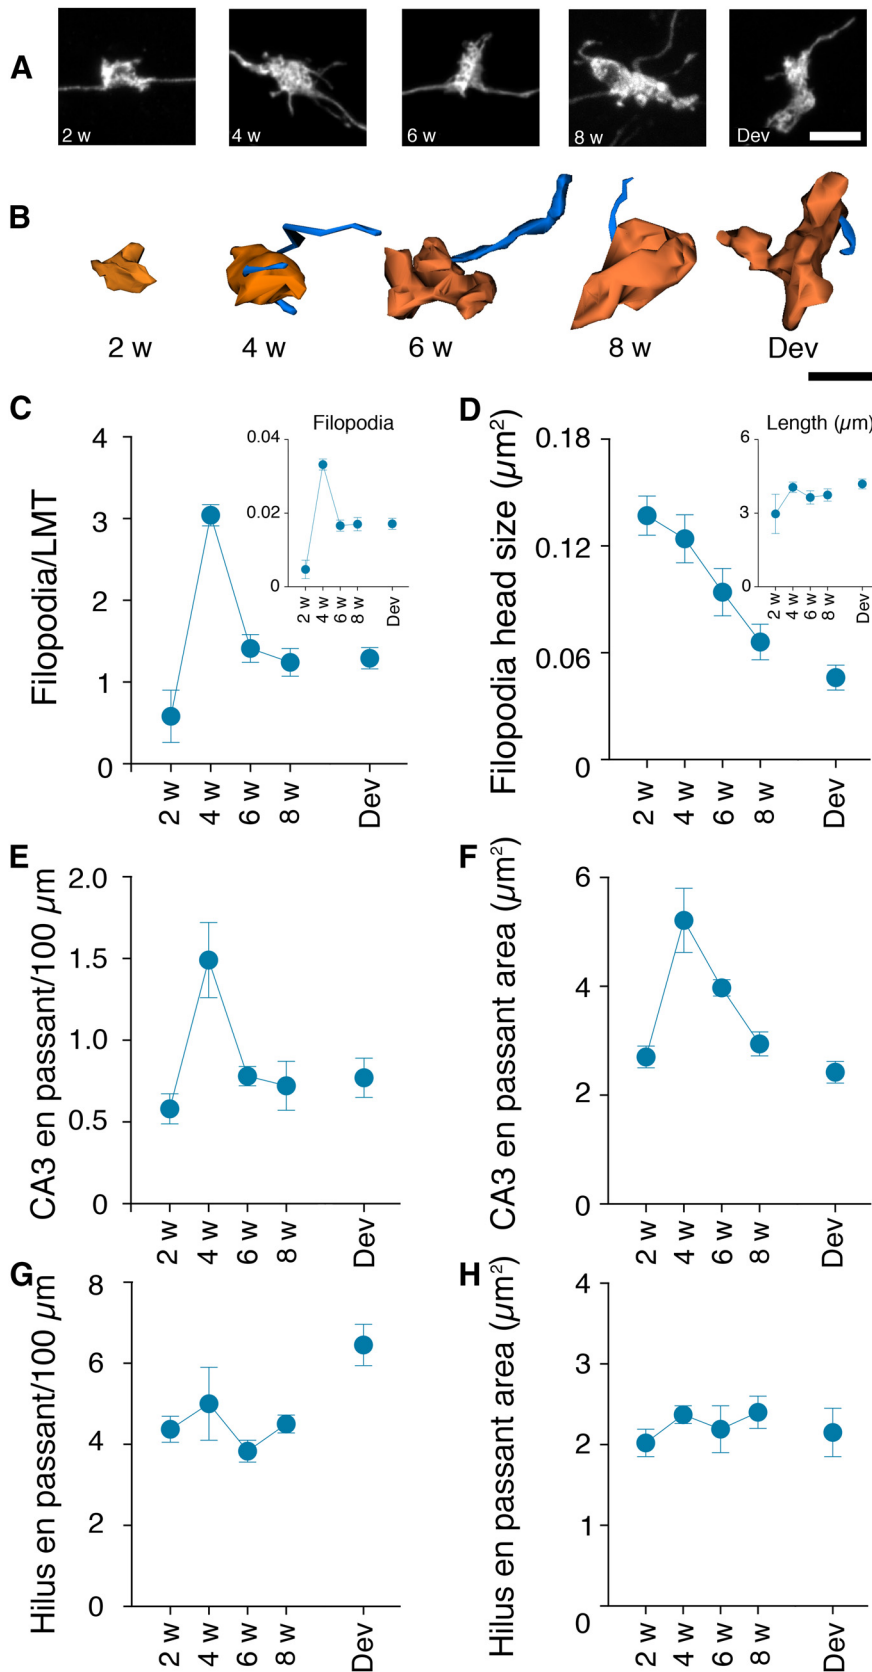 A
2 w
4 w
6 w
8 w
Dev
B
2 w
4 w
6 w
8 w
Dev
C
Filopodia/LMT
4
3
2
1
0
2 w
4 w
6 w
8 w
Dev
Filopodia
0.04
0.02
0
2 w
4 w
6 w
8 w
Dev
D
Filopodia head size (µm²)
0.18
0.12
0.06
0
2 w
4 w
6 w
8 w
Dev
Length (µm)
6
3
0
2 w
4 w
6 w
8 w
Dev
E
CA3 en passant/100 µm
2.0
1.5
1.0
0.5
0
2 w
4 w
6 w
8 w
Dev
F
CA3 en passant area (µm²)
6
4
2
0
2 w
4 w
6 w
8 w
Dev
G
Hilus en passant/100 µm
8
6
4
2
0
2 w
4 w
6 w
8 w
Dev
H
Hilus en passant area (µm²)
4
3
2
1
0
2 w
4 w
6 w
8 w
Dev